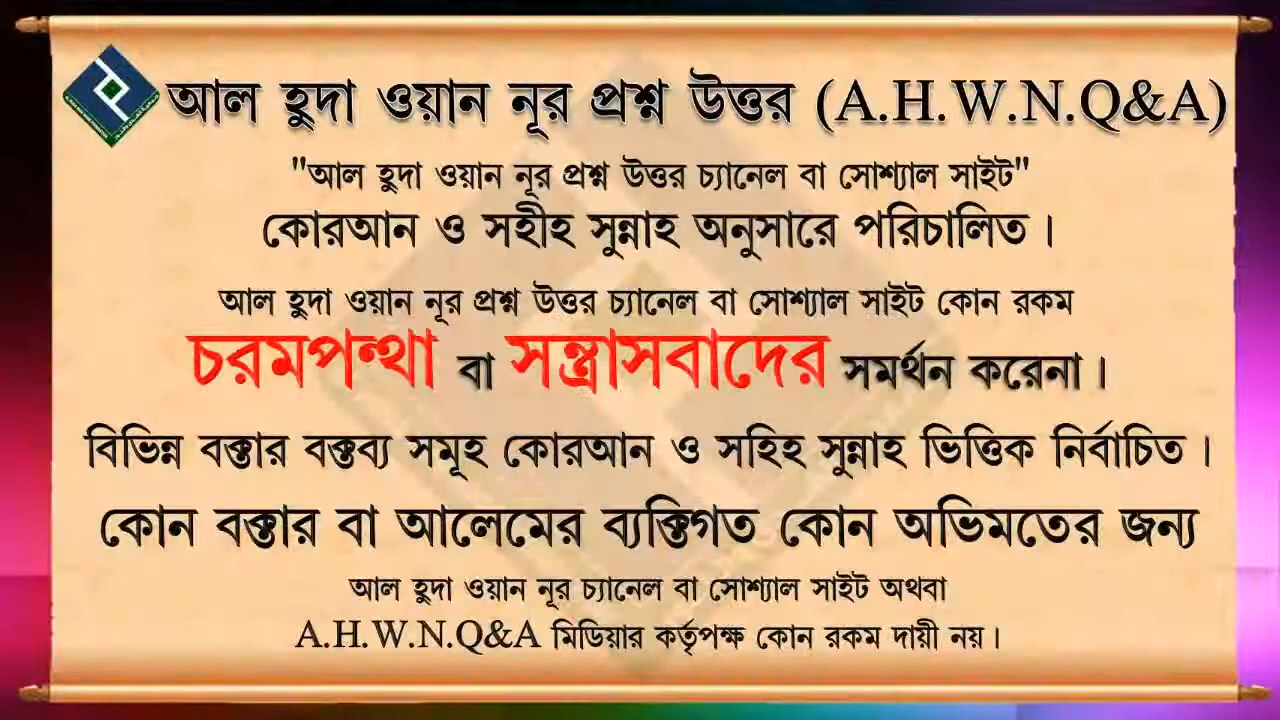 আল হুদা ওয়ান নূর প্রশ্ন উত্তর (A.H.W.N.Q&A)
"আল হুদা ওয়ান নূর প্রশ্ন উত্তর চ্যানেল বা সোশ্যাল সাইট"
কোরআন ও সহীহ সুন্নাহ অনুসারে পরিচালিত।
আল হুদা ওয়ান নূর প্রশ্ন উত্তর চ্যানেল বা সোশ্যাল সাইট কোন রকম
চরমপন্থা বা সন্ত্রাসবাদের সমর্থন করেনা।
বিভিন্ন বক্তার বক্তব্য সমূহ কোরআন ও সহিহ সুন্নাহ ভিত্তিক নির্বাচিত।
কোন বক্তার বা আলেমের ব্যক্তিগত কোন অভিমতের জন্য
আল হুদা ওয়ান নূর চ্যানেল বা সোশ্যাল সাইট অথবা
A.H.W.N.Q&A মিডিয়ার কর্তৃপক্ষ কোন রকম দায়ী নয়।